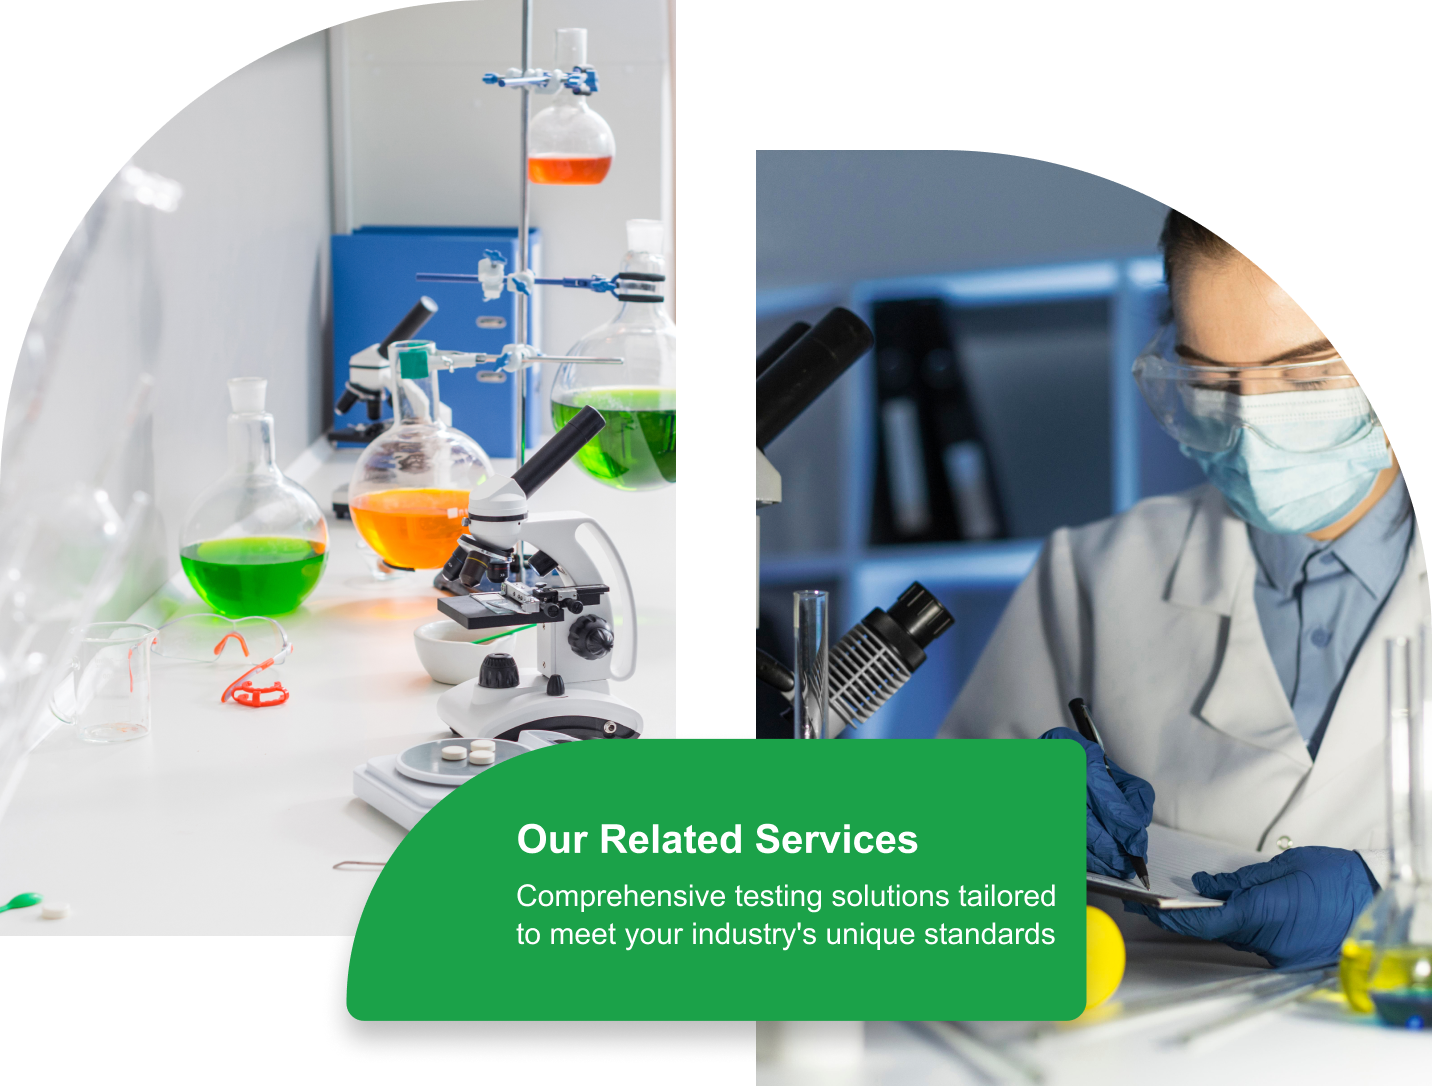 Our Related Services
Comprehensive testing solutions tailored
to meet your industry's unique standards